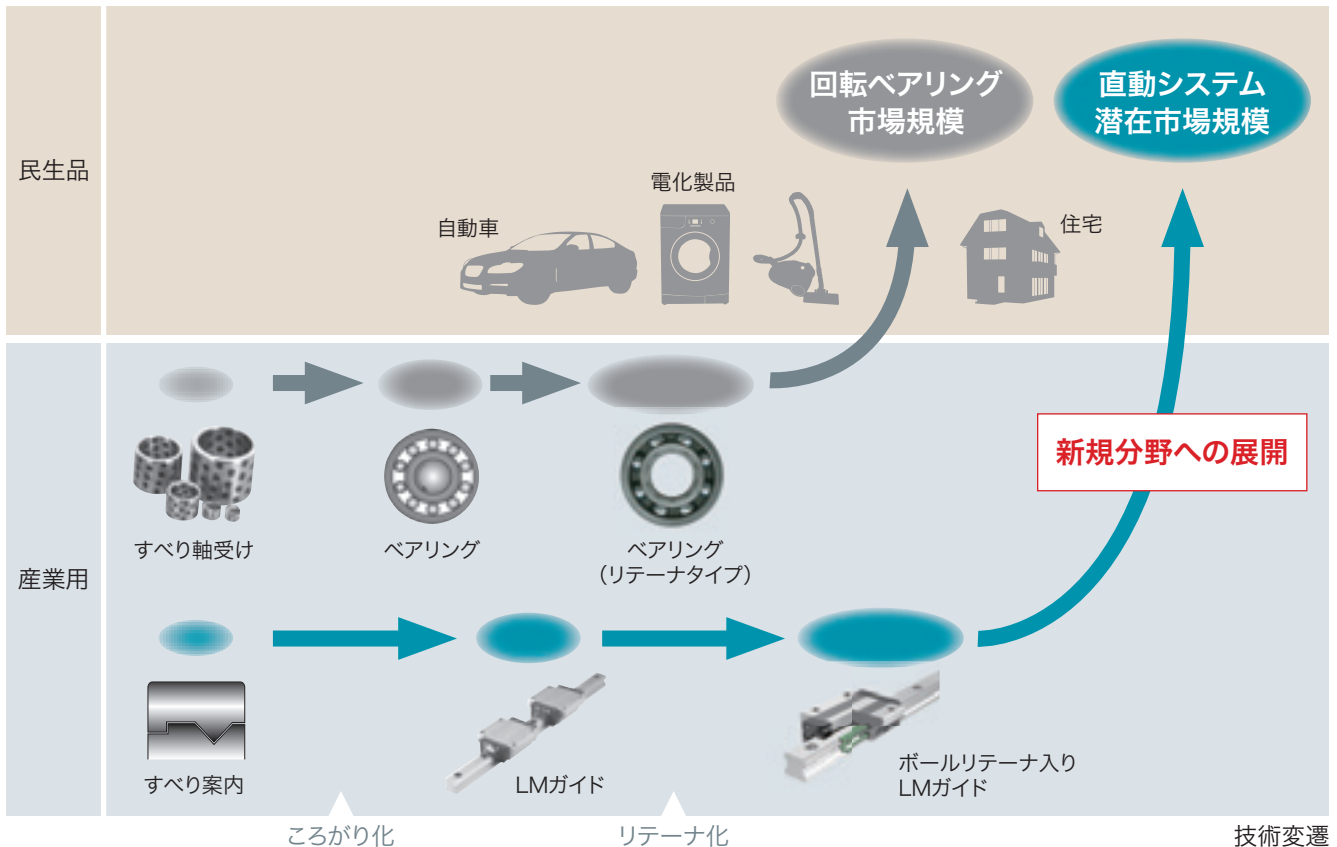 回転ベアリング
市場規模
直動システム
潜在市場規模
民生品
電化製品
自動車
住宅
新規分野への展開
すべり軸受け
ベアリング
ベアリング
（リテーナタイプ）
産業用
すべり案内
LMガイド
ボールリテーナ入り
LMガイド
ころがり化
リテーナ化
技術変遷